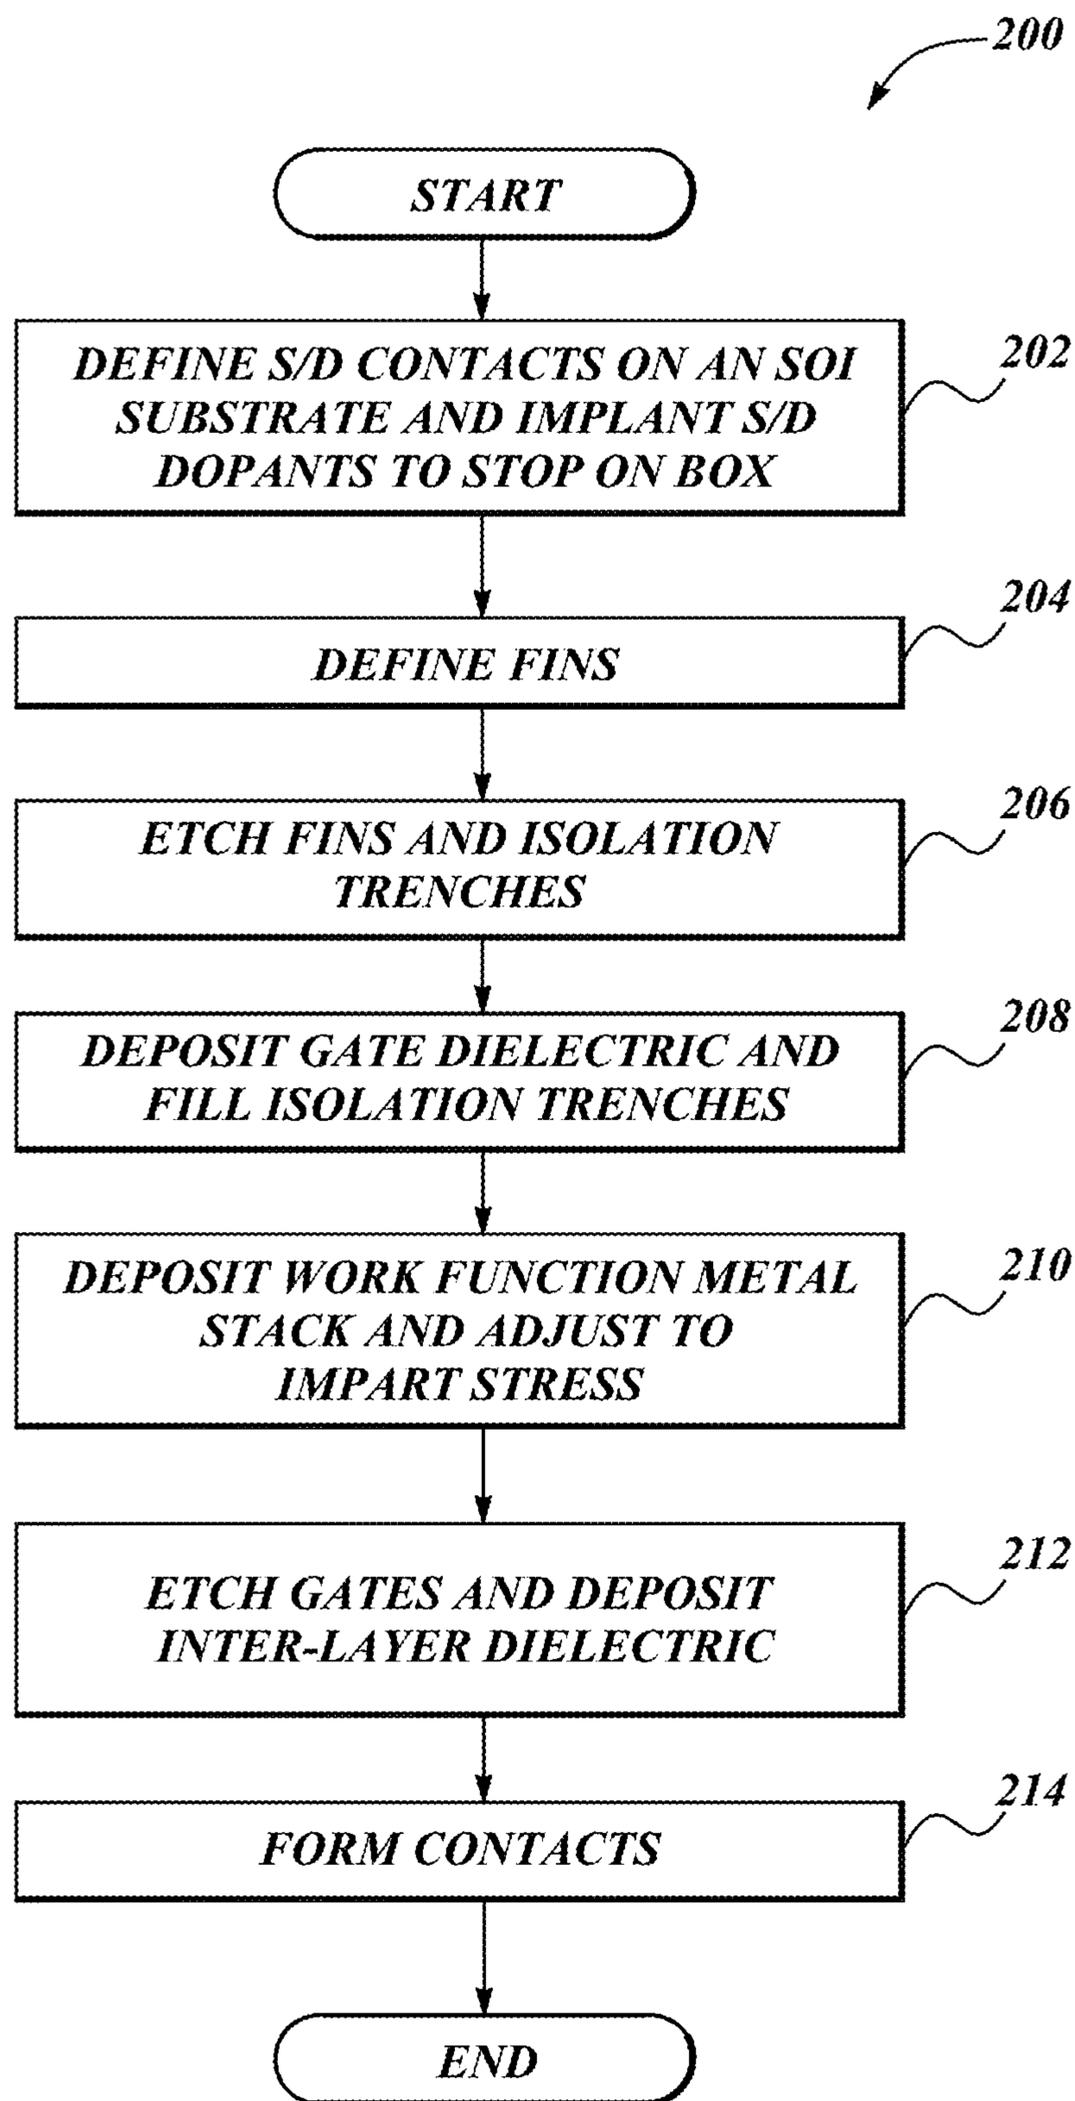 200
START
DEFINE S/D CONTACTS ON AN SOI
SUBSTRATE AND IMPLANT S/D
DOPANTS TO STOP ON BOX
202
DEFINE FINS
204
ETCH FINS AND ISOLATION
TRENCHES
206
DEPOSIT GATE DIELECTRIC AND
FILL ISOLATION TRENCHES
208
DEPOSIT WORK FUNCTION METAL
STACK AND ADJUST TO
IMPART STRESS
210
ETCH GATES AND DEPOSIT
INTER-LAYER DIELECTRIC
212
FORM CONTACTS
214
END